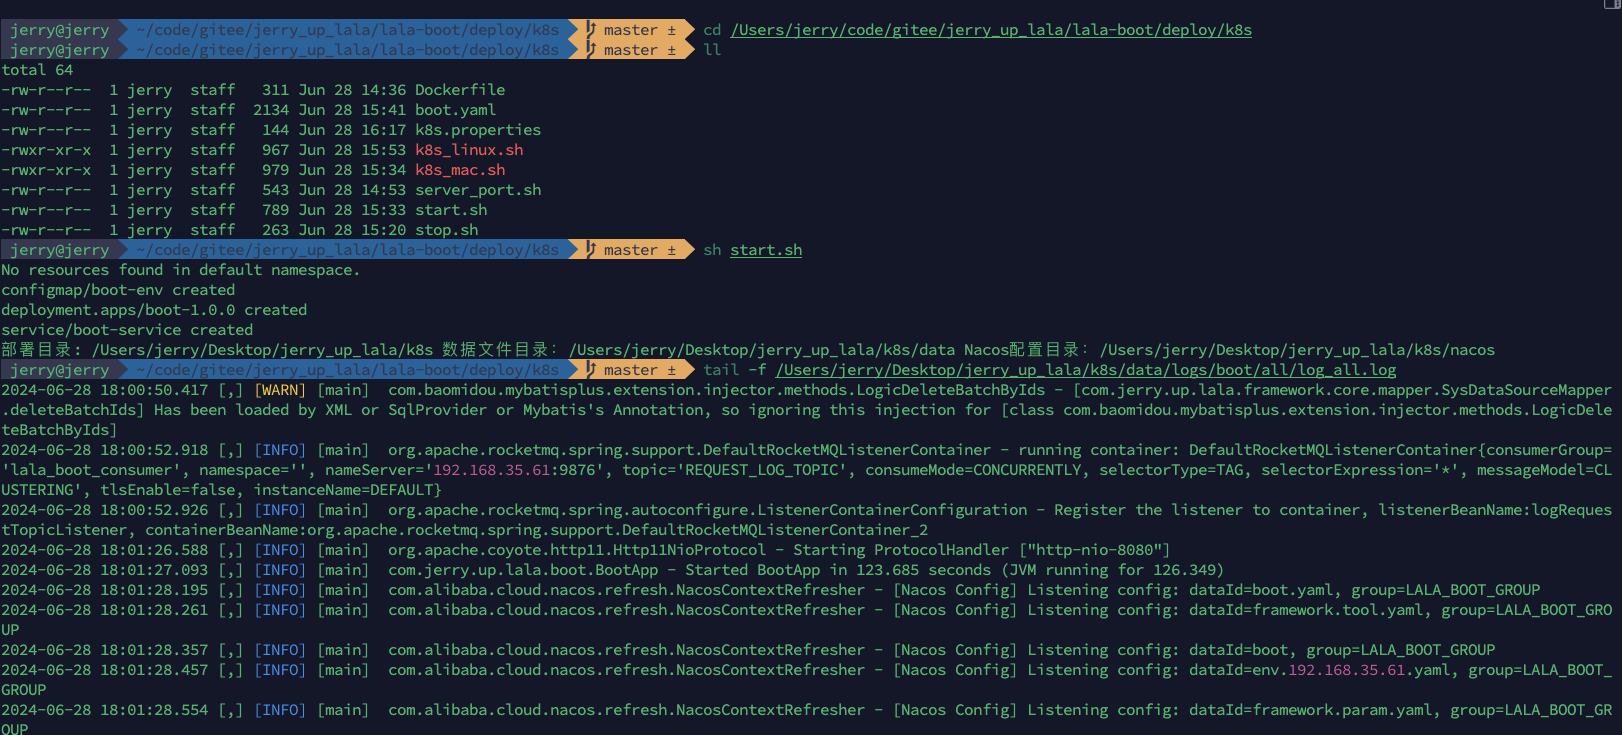 jerry@jerry ~/code/gitee/jerry_up_lala/lala-boot/deploy/k8s master ± cd /Users/jerry/code/gitee/jerry_up_lala/lala-boot/deploy/k8s
jerry@jerry ~/code/gitee/jerry_up_lala/lala-boot/deploy/k8s master ± ll
total 64
-rw-r--r--  1 jerry  staff   311 Jun 28 14:36 Dockerfile
-rw-r--r--  1 jerry  staff  2134 Jun 28 15:41 boot.yaml
-rw-r--r--  1 jerry  staff   144 Jun 28 16:17 k8s.properties
-rwxr-xr-x  1 jerry  staff   967 Jun 28 15:53 k8s_linux.sh
-rwxr-xr-x  1 jerry  staff   979 Jun 28 15:34 k8s_mac.sh
-rw-r--r--  1 jerry  staff   543 Jun 28 14:53 server_port.sh
-rw-r--r--  1 jerry  staff   789 Jun 28 15:33 start.sh
-rw-r--r--  1 jerry  staff   263 Jun 28 15:20 stop.sh
jerry@jerry ~/code/gitee/jerry_up_lala/lala-boot/deploy/k8s master ± sh start.sh
No resources found in default namespace.
configmap/boot-env created
deployment.apps/boot-1.0.0 created
service/boot-service created
部署目录: /Users/jerry/Desktop/jerry_up_lala/k8s 数据文件目录: /Users/jerry/Desktop/jerry_up_lala/k8s/data Nacos配置目录: /Users/jerry/Desktop/jerry_up_lala/k8s/nacos
jerry@jerry ~/code/gitee/jerry_up_lala/lala-boot/deploy/k8s master ± tail -f /Users/jerry/Desktop/jerry_up_lala/k8s/data/logs/boot/all/log_all.log
2024-06-28 18:00:50.417 [,] [WARN] [main]  com.baomidou.mybatisplus.extension.injector.methods.LogicDeleteBatchByIds - [com.jerry.up.lala.framework.core.mapper.SysDataSourceMapper
.deleteBatchIds] Has been loaded by XML or SqlProvider or Mybatis's Annotation, so ignoring this injection for [class com.baomidou.mybatisplus.extension.injector.methods.LogicDele
teBatchByIds]
2024-06-28 18:00:52.918 [,] [INFO] [main]  org.apache.rocketmq.spring.support.DefaultRocketMQListenerContainer - running container: DefaultRocketMQListenerContainer{consumerGroup=
'lala_boot_consumer', namespace='', nameServer='192.168.35.61:9876', topic='REQUEST_LOG_TOPIC', consumeMode=CONCURRENTLY, selectorType=TAG, selectorExpression='*', messageModel=CL
USTERING', tlsEnable=false, instanceName=DEFAULT}
2024-06-28 18:00:52.926 [,] [INFO] [main]  org.apache.rocketmq.spring.autoconfigure.ListenerContainerConfiguration - Register the listener to container, listenerBeanName:logReques
tTopicListener, containerBeanName:org.apache.rocketmq.spring.support.DefaultRocketMQListenerContainer_2
2024-06-28 18:01:26.588 [,] [INFO] [main]  org.apache.coyote.http11.Http11NioProtocol - Starting ProtocolHandler ["http-nio-8080"]
2024-06-28 18:01:27.093 [,] [INFO] [main]  com.jerry.up.lala.boot.BootApp - Started BootApp in 123.685 seconds (JVM running for 126.349)
2024-06-28 18:01:28.195 [,] [INFO] [main]  com.alibaba.cloud.nacos.refresh.NacosContextRefresher - [Nacos Config] Listening config: dataId=boot.yaml, group=LALA_BOOT_GROUP
2024-06-28 18:01:28.261 [,] [INFO] [main]  com.alibaba.cloud.nacos.refresh.NacosContextRefresher - [Nacos Config] Listening config: dataId=framework.tool.yaml, group=LALA_BOOT_GRO
UP
2024-06-28 18:01:28.357 [,] [INFO] [main]  com.alibaba.cloud.nacos.refresh.NacosContextRefresher - [Nacos Config] Listening config: dataId=boot, group=LALA_BOOT_GROUP
2024-06-28 18:01:28.457 [,] [INFO] [main]  com.alibaba.cloud.nacos.refresh.NacosContextRefresher - [Nacos Config] Listening config: dataId=env.192.168.35.61.yaml, group=LALA_BOOT_
GROUP
2024-06-28 18:01:28.554 [,] [INFO] [main]  com.alibaba.cloud.nacos.refresh.NacosContextRefresher - [Nacos Config] Listening config: dataId=framework.param.yaml, group=LALA_BOOT_GR
OUP